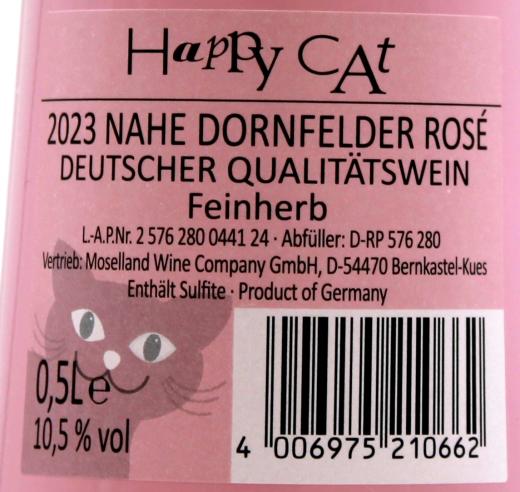 Happy Cat
2023 NAHE DORNFELDER ROSÉ
DEUTSCHER QUALITÄTSWEIN
Feinherb
L.-A.P.Nr. 2 576 280 0441 24 · Abfüller: D-RP 576 280
Vertrieb: Moselland Wine Company GmbH, D-54470 Bernkastel-Kues
Enthält Sulfite · Product of Germany
0,5L e
10,5 % vol
4 006975 210662